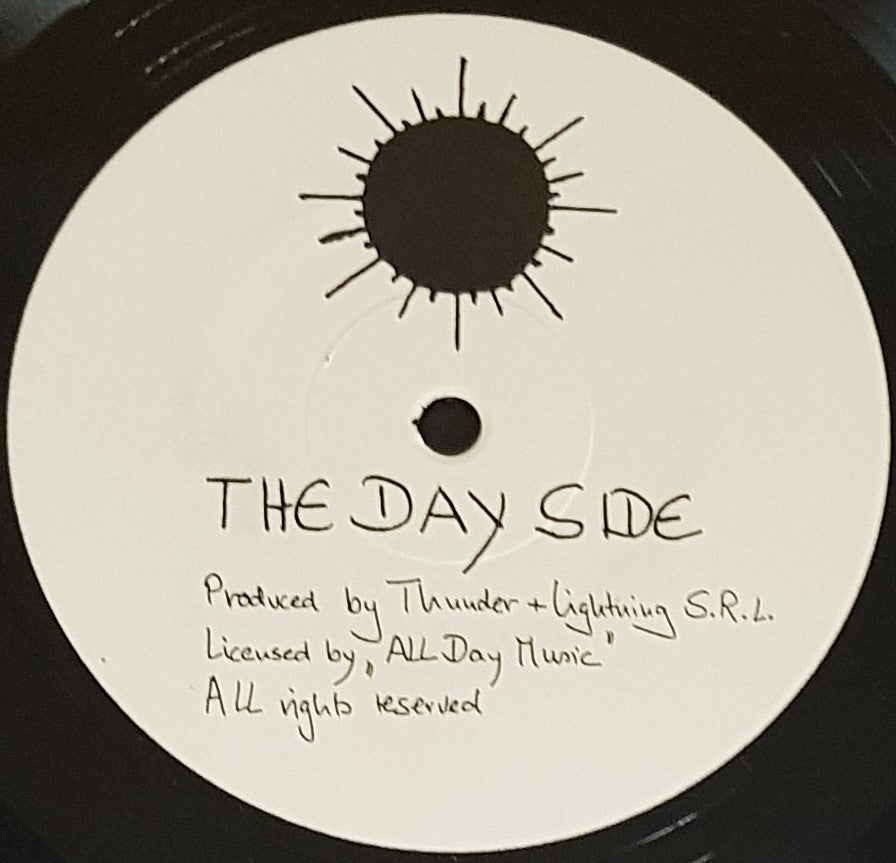 THE DAY SIDE
Produced by Thunder + Lightning S.R.L.
Licensed by „ALL Day Music"
All rights reserved